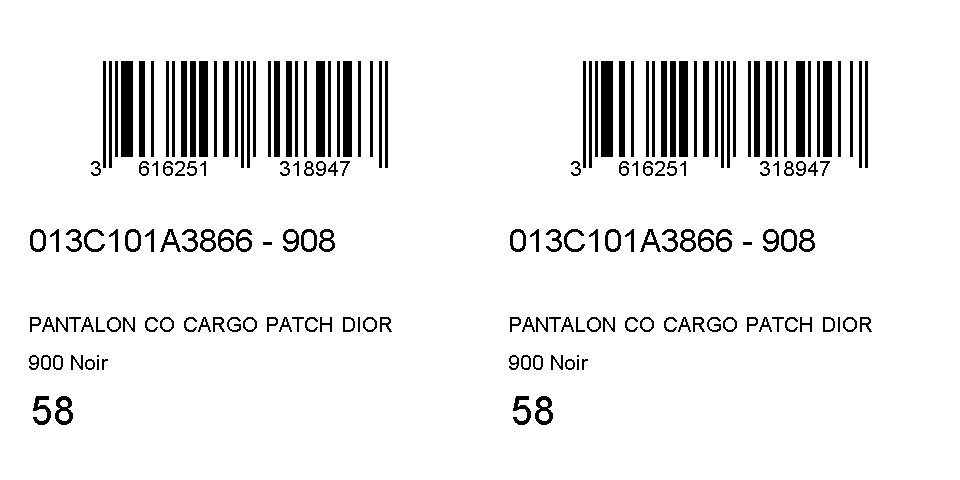 3 616251 318947
013C101A3866 - 908
PANTALON CO CARGO PATCH DIOR
900 Noir
58
3 616251 318947
013C101A3866 - 908
PANTALON CO CARGO PATCH DIOR
900 Noir
58